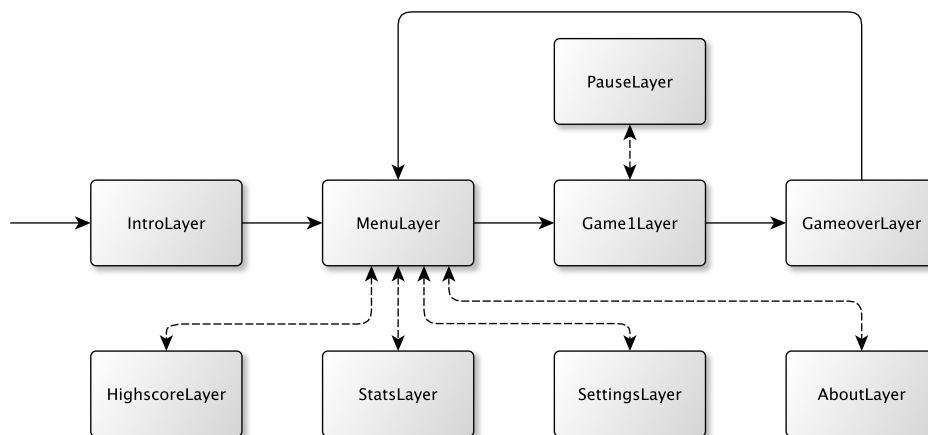 PauseLayer
IntroLayer
MenuLayer
Game1Layer
GameoverLayer
HighscoreLayer
StatsLayer
SettingsLayer
AboutLayer